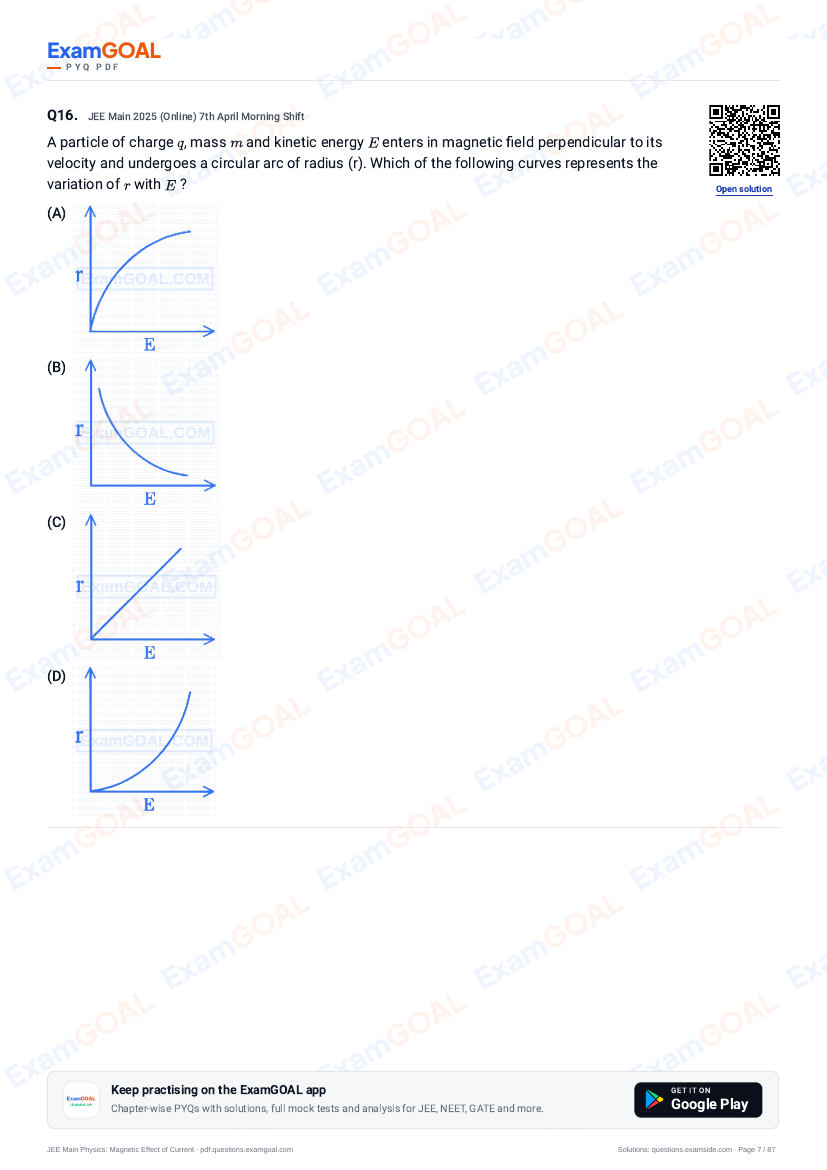 ExamGOAL
PYQ PDF
Q16. JEE Main 2025 (Online) 7th April Morning Shift
A particle of charge q, mass m and kinetic energy E enters in magnetic field perpendicular to its
velocity and undergoes a circular arc of radius (r). Which of the following curves represents the
variation of r with E ?
Open solution
(A)
r
ExamGOAL.COM
E
(B)
r
ExamGOAL.COM
E
(C)
r
ExamGOAL.COM
E
(D)
r
ExamGOAL.COM
E
Keep practising on the ExamGOAL app
Chapter-wise PYQs with solutions, full mock tests and analysis for JEE, NEET, GATE and more.
GET IT ON
Google Play
JEE Main Physics: Magnetic Effect of Current · pdf.questions.examgoal.com
Solutions: questions.examside.com · Page 7 / 87